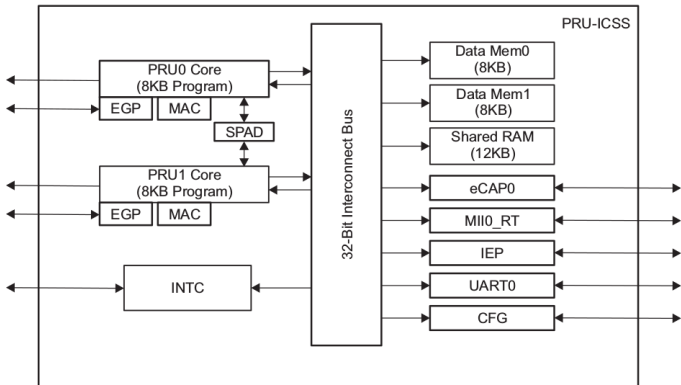 PRU-ICSS
PRU0 Core
(8KB Program)
EGP
MAC
SPAD
PRU1 Core
(8KB Program)
EGP
MAC
INTC
32-Bit Interconnect Bus
Data Mem0
(8KB)
Data Mem1
(8KB)
Shared RAM
(12KB)
eCAP0
MII0_RT
IEP
UART0
CFG